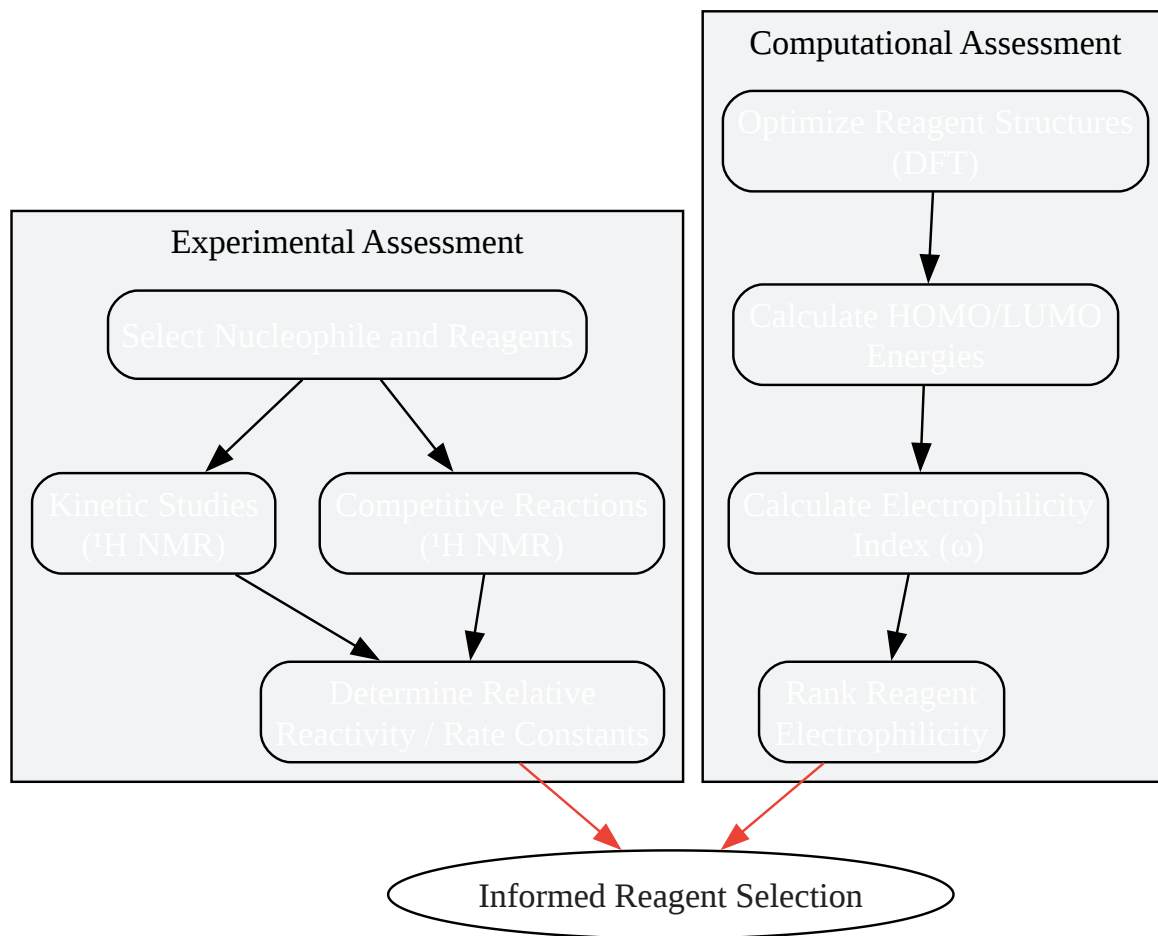 Experimental Assessment
Select Nucleophile and Reagents
Kinetic Studies
(¹H NMR)
Competitive Reactions
(¹H NMR)
Determine Relative
Reactivity / Rate Constants
Computational Assessment
Optimize Reagent Structures
(DFT)
Calculate HOMO/LUMO
Energies
Calculate Electrophilicity
Index (ω)
Rank Reagent
Electrophilicity
Informed Reagent Selection